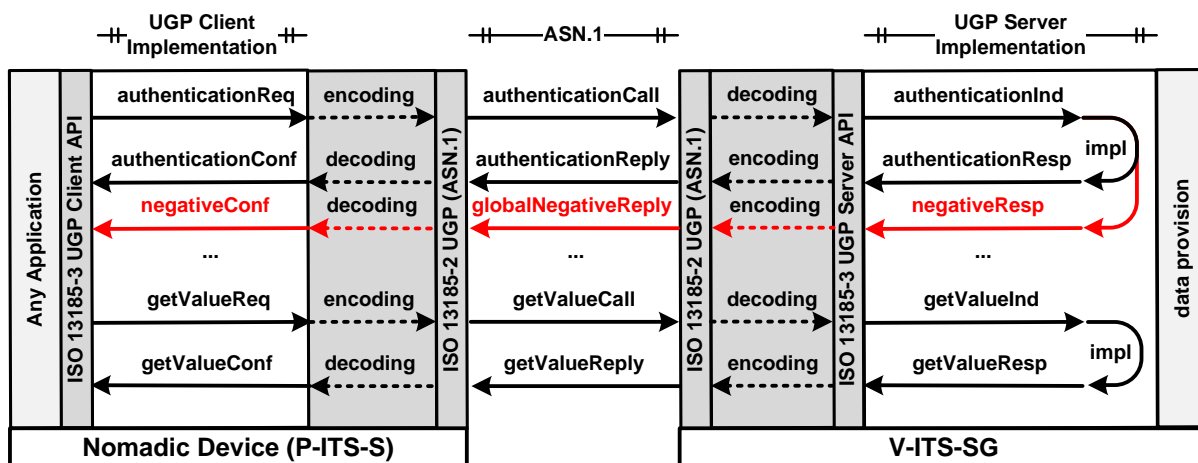 UGP Client
Implementation
ASN.1
UGP Server
Implementation
Any Application
ISO 13185-3 UGP Client API
ISO 13185-2 UGP (ASN.1)
ISO 13185-2 UGP (ASN.1)
ISO 13185-3 UGP Server API
data provision
authenticationReq encoding authenticationCall decoding authenticationInd
impl
authenticationConf decoding authenticationReply encoding authenticationResp
negativeConf decoding globalNegativeReply encoding negativeResp
... ... ...
getValueReq encoding getValueCall decoding getValueInd
impl
getValueConf decoding getValueReply encoding getValueResp
Nomadic Device (P-ITS-S) V-ITS-SG